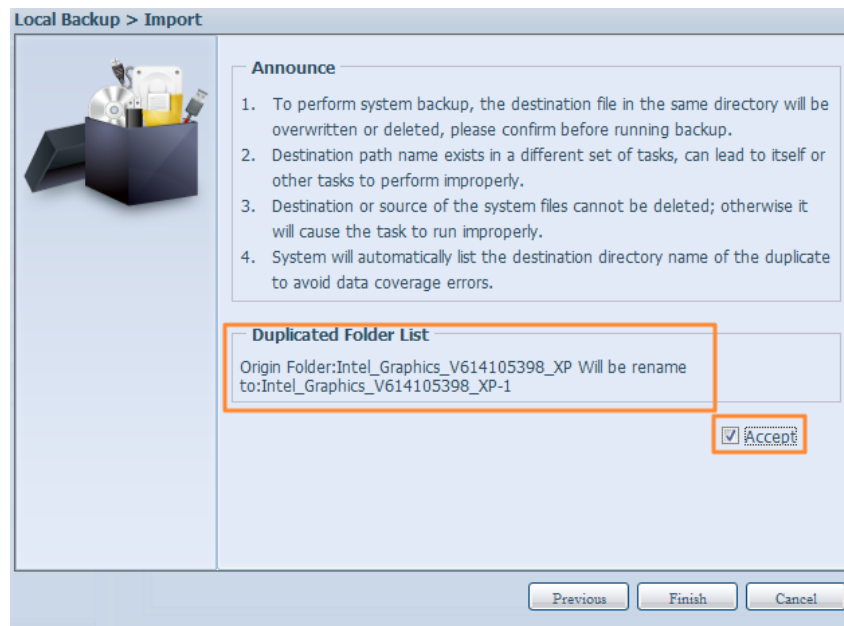 Local Backup > Import
Announce
1. To perform system backup, the destination file in the same directory will be
overwritten or deleted, please confirm before running backup.
2. Destination path name exists in a different set of tasks, can lead to itself or
other tasks to perform improperly.
3. Destination or source of the system files cannot be deleted; otherwise it
will cause the task to run improperly.
4. System will automatically list the destination directory name of the duplicate
to avoid data coverage errors.
Duplicated Folder List
Origin Folder:Intel_Graphics_V614105398_XP Will be rename
to:Intel_Graphics_V614105398_XP-1
Accept
Previous Finish Cancel